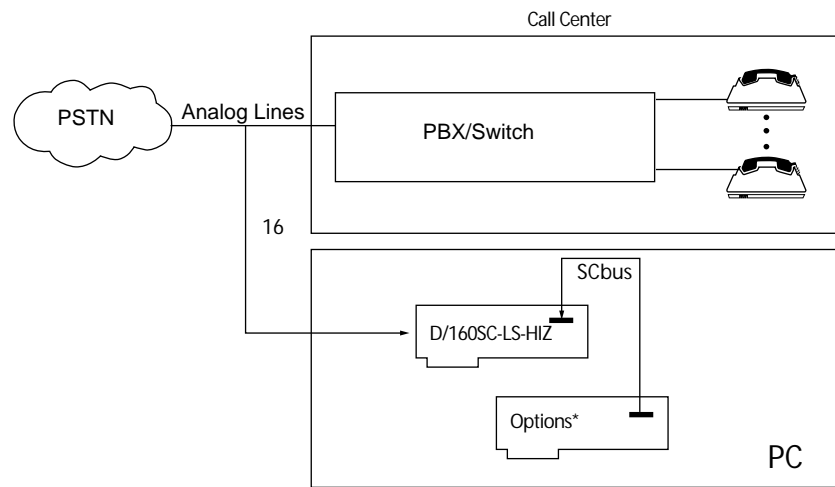 Call Center
PSTN
Analog Lines
PBX/Switch
16
SCbus
D/160SC-LS-HIZ
Options*
PC